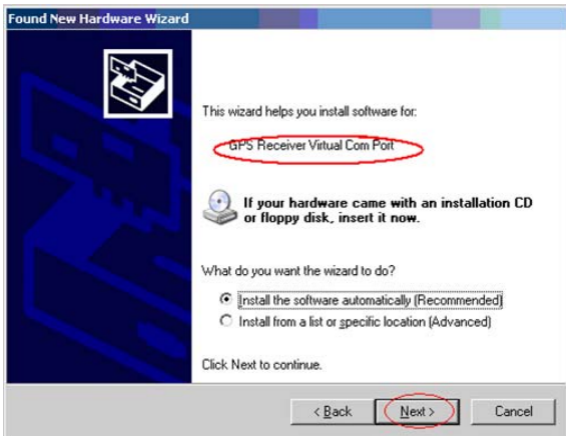 Found New Hardware Wizard
This wizard helps you install software for:
GPS Receiver Virtual Com Port
If your hardware came with an installation CD
or floppy disk, insert it now.
What do you want the wizard to do?
Install the software automatically (Recommended)
Install from a list or specific location (Advanced)
Click Next to continue.
< Back Next > Cancel